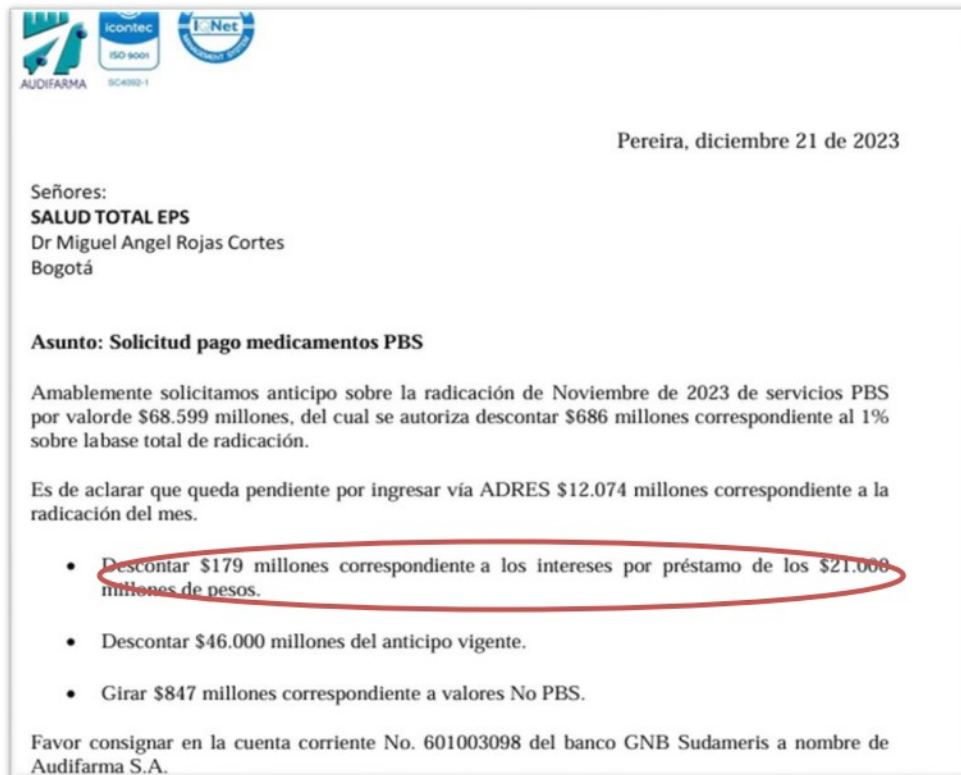 icontec
IQNet
ISO 9001
MANAGEMENT SYSTEM
AUDIFARMA
SC4092-1
Pereira, diciembre 21 de 2023
Señores:
SALUD TOTAL EPS
Dr Miguel Angel Rojas Cortes
Bogotá
Asunto: Solicitud pago medicamentos PBS
Amablemente solicitamos anticipo sobre la radicación de Noviembre de 2023 de servicios PBS
por valorde $68.599 millones, del cual se autoriza descontar $686 millones correspondiente al 1%
sobre labase total de radicación.
Es de aclarar que queda pendiente por ingresar vía ADRES $12.074 millones correspondiente a la
radicación del mes.
• Descontar $179 millones correspondiente a los intereses por préstamo de los $21.000
millones de pesos.
• Descontar $46.000 millones del anticipo vigente.
• Girar $847 millones correspondiente a valores No PBS.
Favor consignar en la cuenta corriente No. 601003098 del banco GNB Sudameris a nombre de
Audifarma S.A.